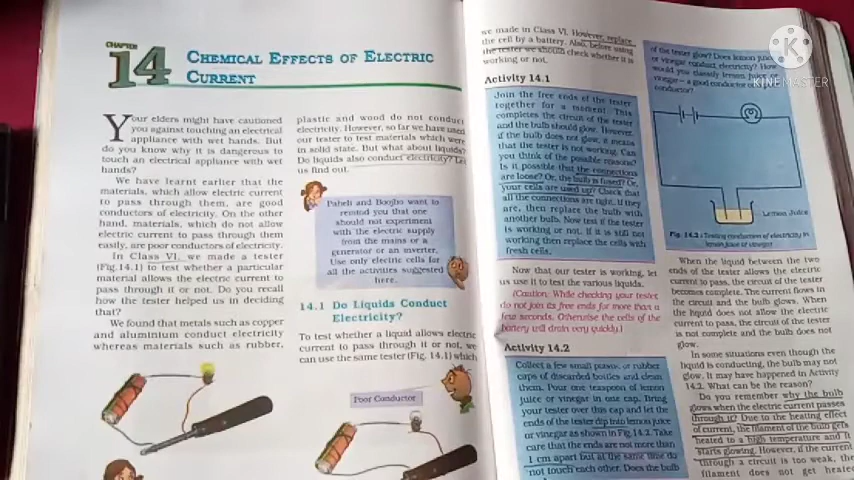 CHAPTER
14
CHEMICAL EFFECTS OF ELECTRIC
CURRENT
Your elders might have cautioned
you against touching an electrical
appliance with wet hands. But
do you know why it is dangerous to
touch an electrical appliance with wet
hands?
We have learnt earlier that the
materials, which allow electric current
to pass through them, are good
conductors of electricity. On the other
hand, materials, which do not allow
electric current to pass through them
easily, are poor conductors of electricity.
In Class VI, we made a tester
(Fig.14.1) to test whether a particular
material allows the electric current to
pass through it or not. Do you recall
how the tester helped us in deciding
that?
We found that metals such as copper
and aluminium conduct electricity
whereas materials such as rubber,
plastic and wood do not conduct
electricity. However, so far we have used
our tester to test materials which were
in solid state. But what about liquids?
Do liquids also conduct electricity? Let
us find out.
Paheli and Boojho want to
remind you that one
should not experiment
with the electric supply
from the mains or a
generator or an inverter.
Use only electric cells for
all the activities suggested
here.
14.1 DO LIQUIDS CONDUCT
ELECTRICITY?
To test whether a liquid allows electric
current to pass through it or not, we
can use the same tester (Fig. 14.1) which
Poor Conductor
we made in Class VI. However, replace
the cell by a battery. Also, before using
the tester we should check whether it is
working or not.
Activity 14.1
Join the free ends of the tester
together for a moment. This
completes the circuit of the tester
and the bulb should glow. However,
if the bulb does not glow, it means
that the tester is not working. Can
you think of the possible reasons?
Is it possible that the connections
are loose? Or, the bulb is fused? Or,
your cells are used up? Check that
all the connections are tight. If they
are, then replace the bulb with
another bulb. Now test if the tester
is working or not. If it is still not
working then replace the cells with
fresh cells.
Now that our tester is working, let
us use it to test the various liquids.
(Caution: While checking your tester,
do not join its free ends for more than a
few seconds. Otherwise the cells of the
battery will drain very quickly.)
Activity 14.2
Collect a few small plastic or rubber
caps of discarded bottles and clean
them. Pour one teaspoon of lemon
juice or vinegar in one cap. Bring
your tester over this cap and let the
ends of the tester dip into lemon juice
or vinegar as shown in Fig.14.2. Take
care that the ends are not more than
1 cm apart but at the same time do
not touch each other. Does the bulb
of the tester glow? Does lemon juice
or vinegar conduct electricity? How
would you classify lemon juice or
vinegar – a good conductor or
conductor?
Lemon Juice
Fig. 14.2 : Testing conduction of electricity in
lemon juice or vinegar
When the liquid between the two
ends of the tester allows the electric
current to pass, the circuit of the tester
becomes complete. The current flows in
the circuit and the bulb glows. When
the liquid does not allow the electric
current to pass, the circuit of the tester
is not complete and the bulb does not
glow.
In some situations even though the
liquid is conducting, the bulb may not
glow. It may have happened in Activity
14.2. What can be the reason?
Do you remember why the bulb
glows when the electric current passes
through it? Due to the heating effect
of current, the filament of the bulb gets
heated to a high temperature and it
starts glowing. However, if the current
through a circuit is too weak, the
filament does not get heated
KINEMASTER